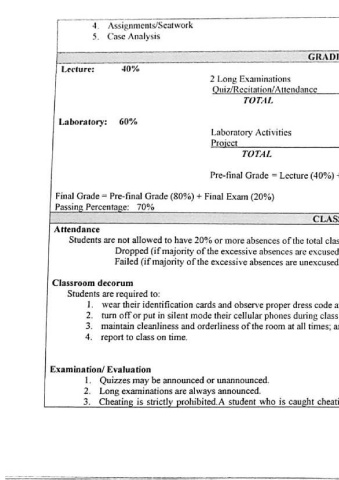 4. Assignments/Seatwork
5. Case Analysis
GRADI
Lecture: 40%
2 Long Examinations
Quiz/Recitation/Attendance
TOTAL
Laboratory: 60%
Laboratory Activities
Project
TOTAL
Pre-final Grade = Lecture (40%) +
Final Grade = Pre-final Grade (80%) + Final Exam (20%)
Passing Percentage: 70%
CLAS
Attendance
Students are not allowed to have 20% or more absences of the total clas
Dropped (if majority of the excessive absences are excused
Failed (if majority of the excessive absences are unexcused
Classroom decorum
Students are required to:
1. wear their identification cards and observe proper dress code a
2. turn off or put in silent mode their cellular phones during class
3. maintain cleanliness and orderliness of the room at all times; a
4. report to class on time.
Examination/ Evaluation
1. Quizzes may be announced or unannounced.
2. Long examinations are always announced.
3. Cheating is strictly prohibited.A student who is caught cheati